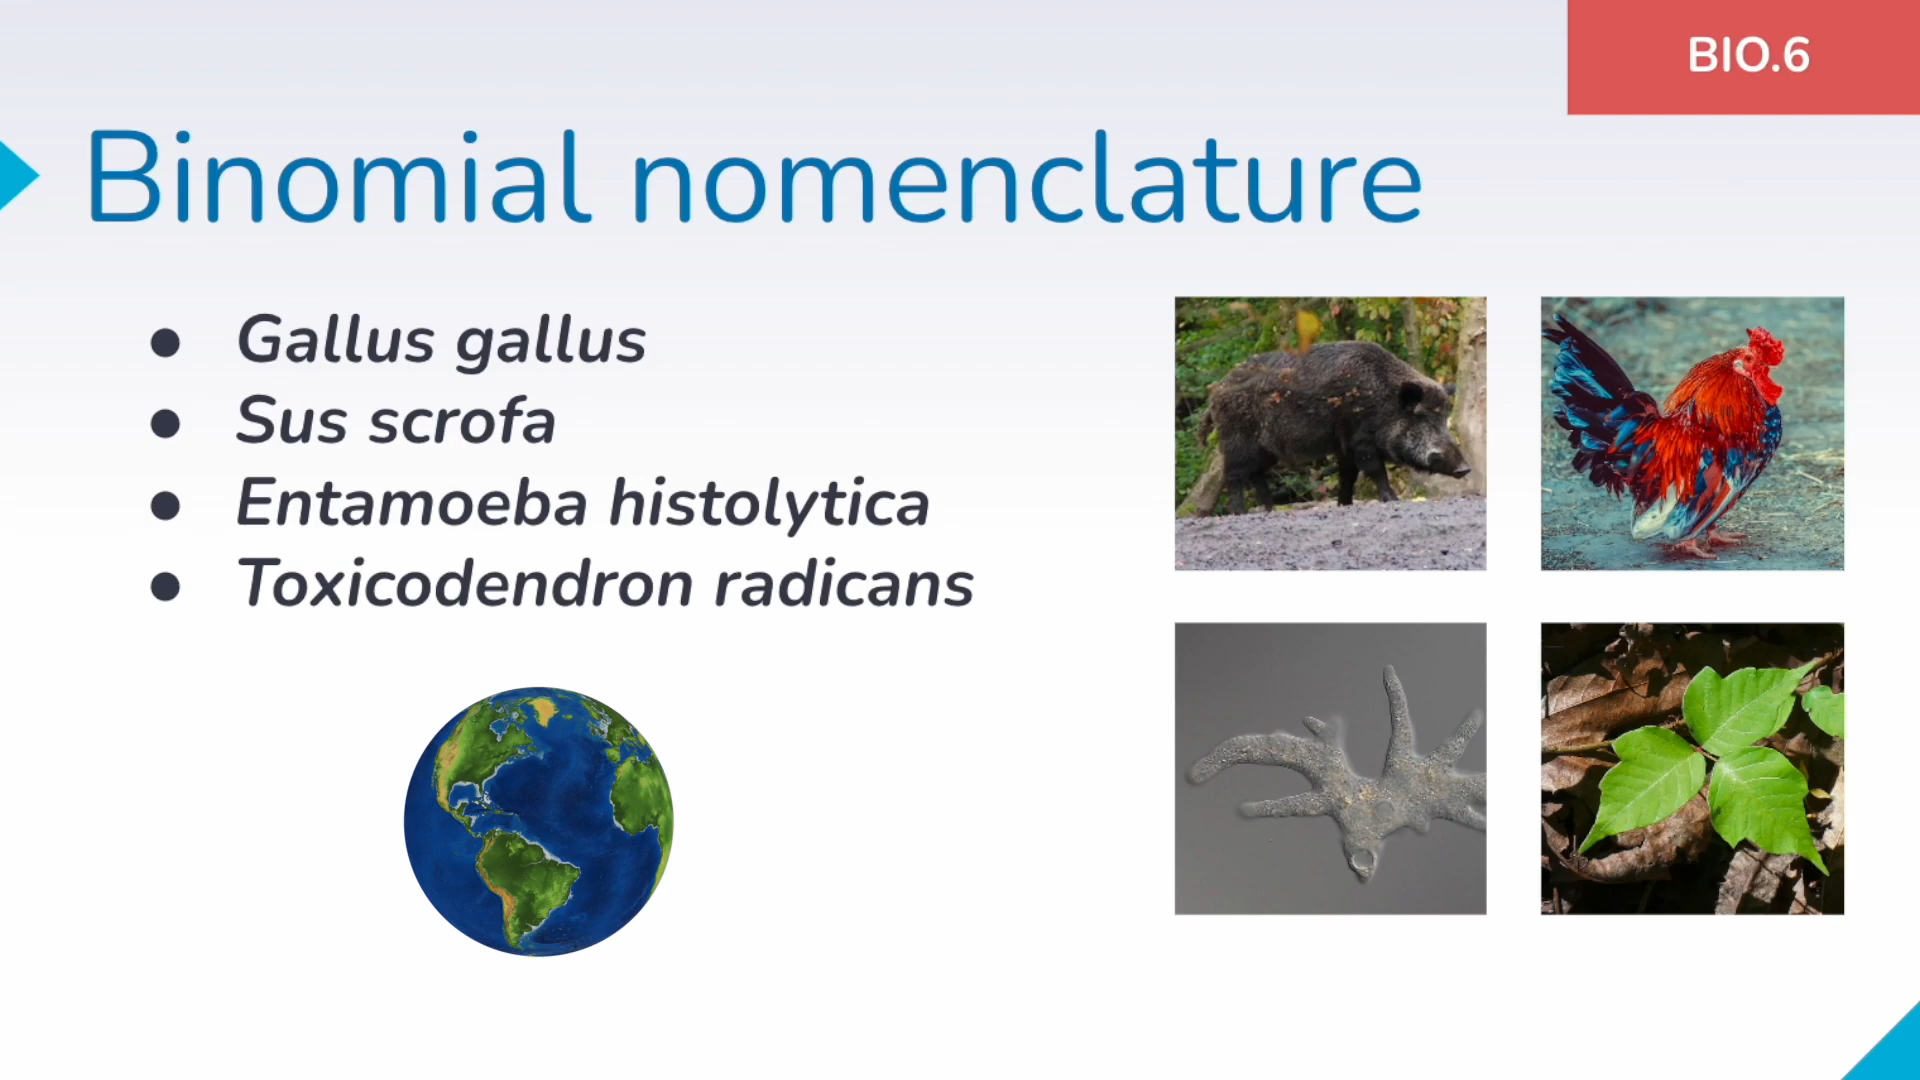 BIO.6
Binomial nomenclature
● Gallus gallus
● Sus scrofa
● Entamoeba histolytica
● Toxicodendron radicans